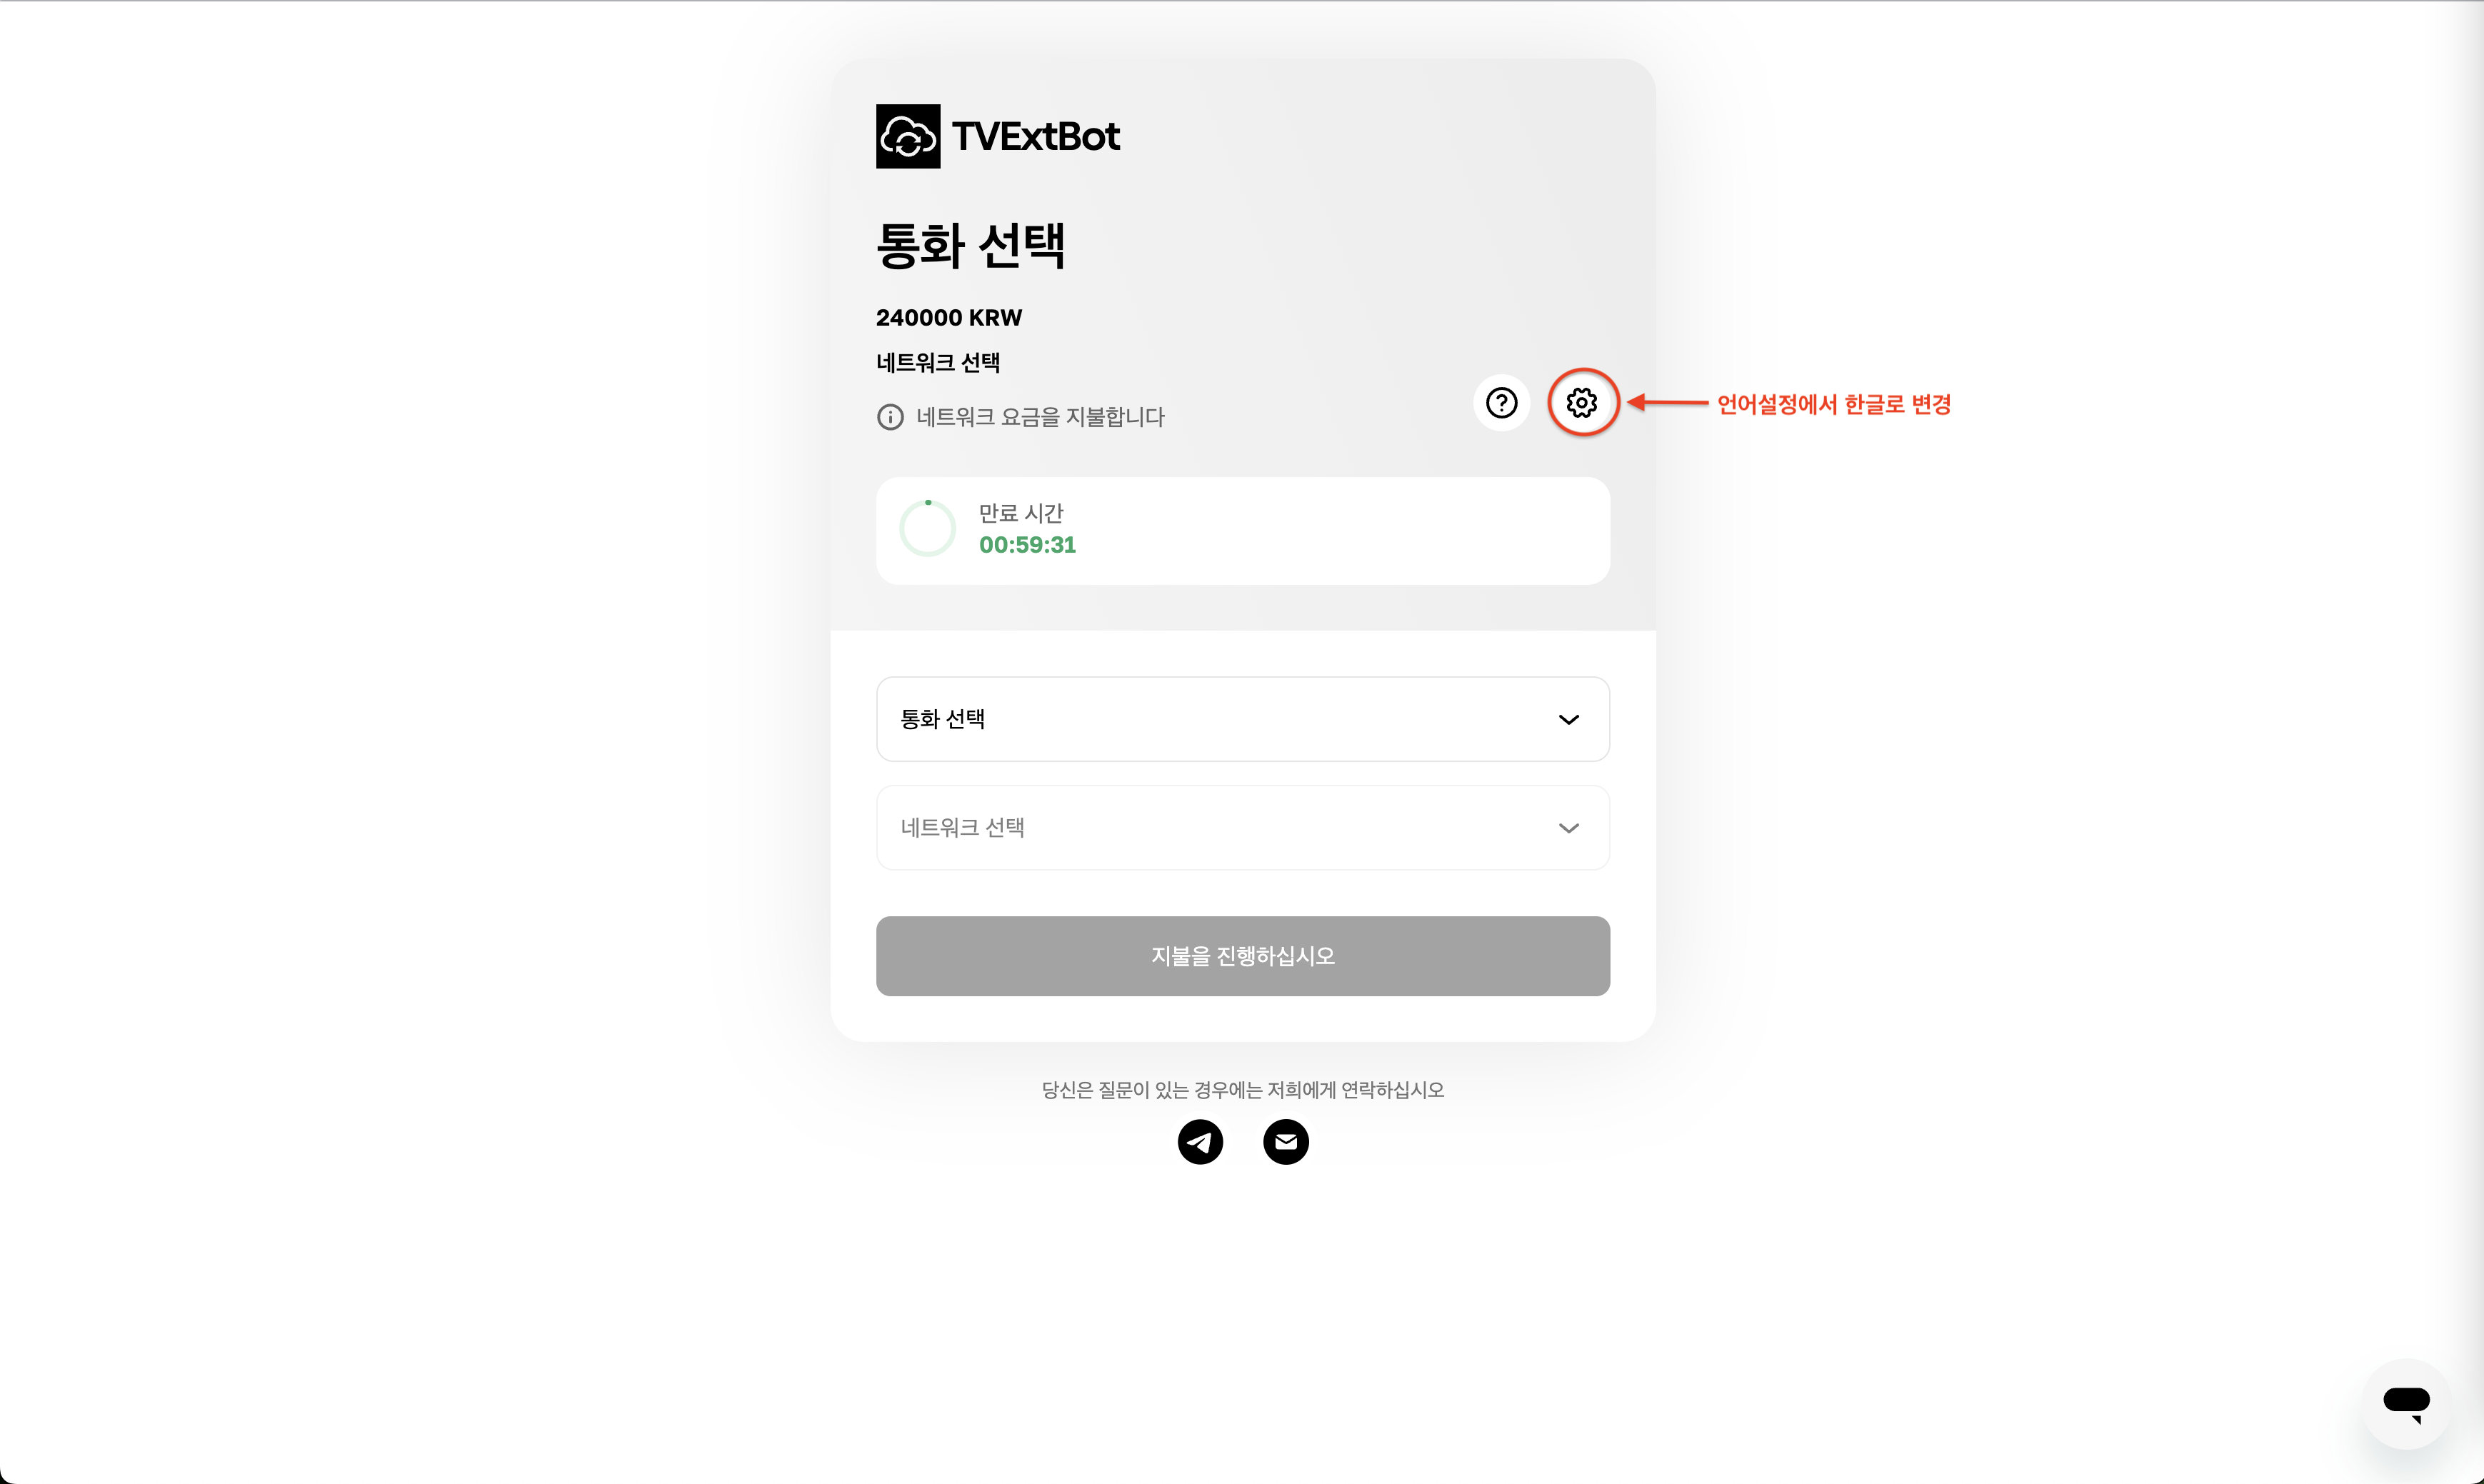 TVExtBot
통화 선택
240000 KRW
네트워크 선택
네트워크 요금을 지불합니다
언어설정에서 한글로 변경
만료 시간
00:59:31
통화 선택
네트워크 선택
지불을 진행하십시오
당신은 질문이 있는 경우에는 저희에게 연락하십시오